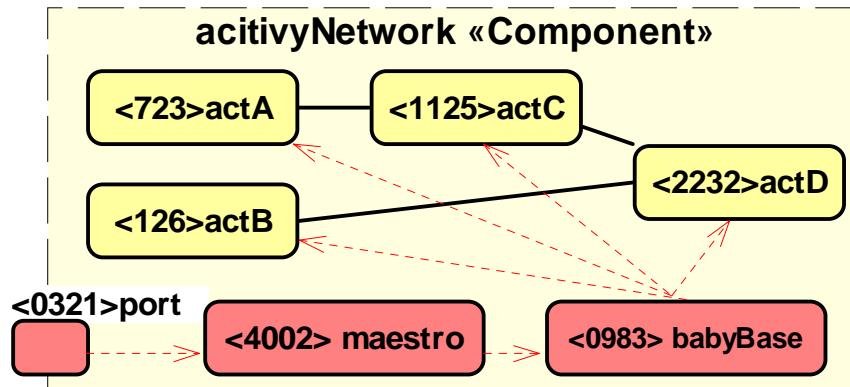 acitivyNetwork «Component»
<723>actA
<1125>actC
<2232>actD
<126>actB
<0321>port
<4002> maestro
<0983> babyBase